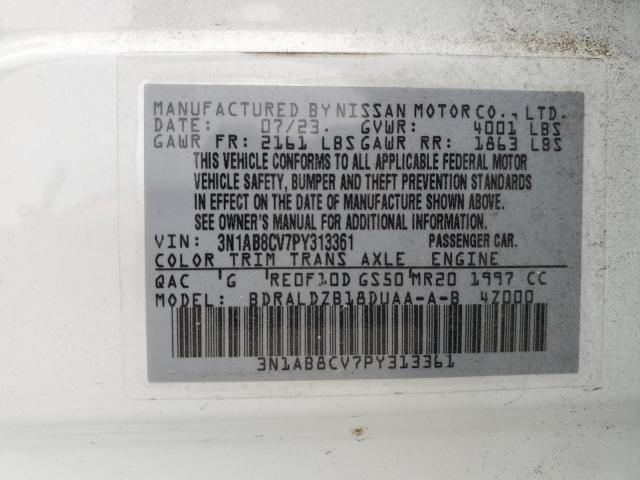 MANUFACTURED BY NISSAN MOTOR CO., LTD.
DATE: 07/23. GVWR: 4001 LBS
GAWR FR: 2161 LBS GAWR RR: 1863 LBS
THIS VEHICLE CONFORMS TO ALL APPLICABLE FEDERAL MOTOR
VEHICLE SAFETY, BUMPER AND THEFT PREVENTION STANDARDS
IN EFFECT ON THE DATE OF MANUFACTURE SHOWN ABOVE.
SEE OWNER'S MANUAL FOR ADDITIONAL INFORMATION.
VIN: 3N1AB8CV7PY313361 PASSENGER CAR.
COLOR TRIM TRANS AXLE ENGINE
QAC G RE0F10D GS50 MR20 1997 CC
MODEL: BDRALDZB18DUAA-A-B 47000
3N1AB8CV7PY313361